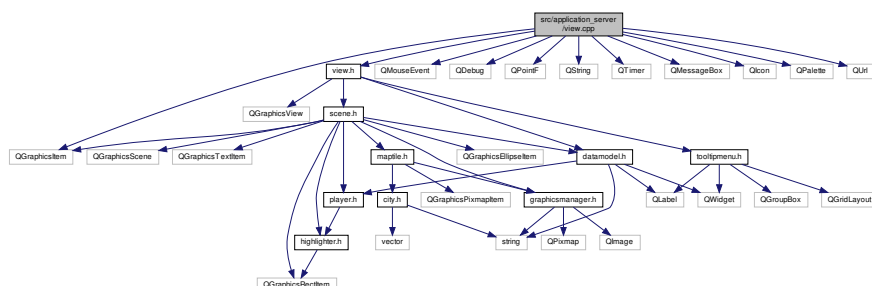 src/application_server
/view.cpp
view.h
QMouseEvent
QDebug
QPointF
QString
QTimer
QMessageBox
QIcon
QPalette
QUrl
QGraphicsView
scene.h
QGraphicsItem
QGraphicsScene
QGraphicsTextItem
maptile.h
QGraphicsEllipseItem
datamodel.h
tooltipmenu.h
player.h
city.h
QGraphicsPixmapItem
graphicsmanager.h
QLabel
QWidget
QGroupBox
QGridLayout
highlighter.h
vector
string
QPixmap
QImage
QGraphicsRectItem